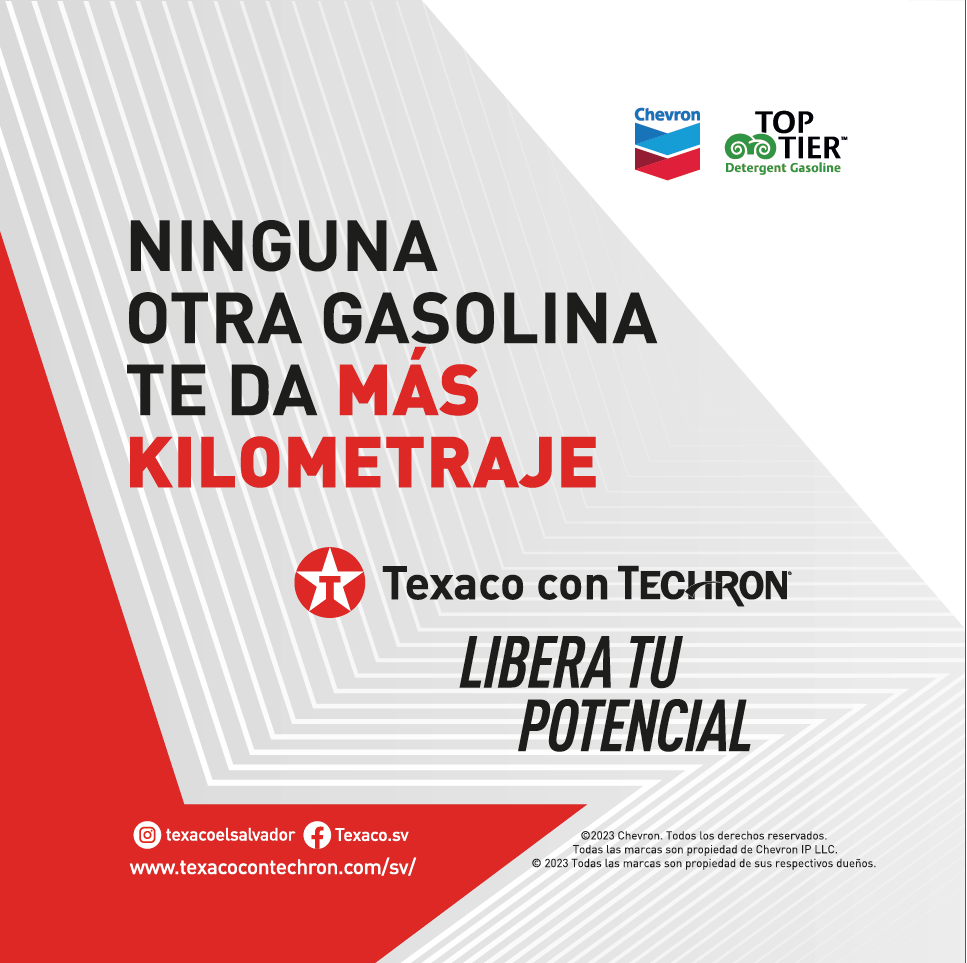 Chevron
TOP
TIER™
Detergent Gasoline
NINGUNA
OTRA GASOLINA
TE DA MÁS
KILOMETRAJE
T
Texaco con TECHRON®
LIBERA TU
POTENCIAL
texacoelsalvador Texaco.sv
www.texacocontechron.com/sv/
©2023 Chevron. Todos los derechos reservados.
Todas las marcas son propiedad de Chevron IP LLC.
© 2023 Todas las marcas son propiedad de sus respectivos dueños.